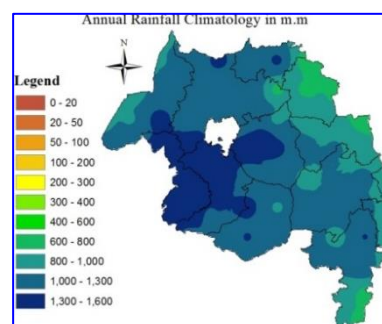 Annual Rainfall Climatology in m.m
N
Legend
0 - 20
20 - 50
50 - 100
100 - 200
200 - 300
300 - 400
400 - 600
600 - 800
800 - 1,000
1,000 - 1,300
1,300 - 1,600